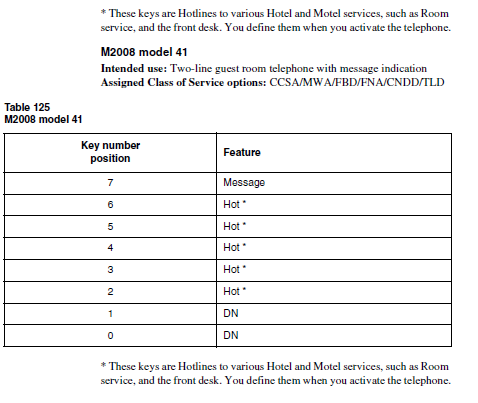 * These keys are Hotlines to various Hotel and Motel services, such as Room
service, and the front desk. You define them when you activate the telephone.
M2008 model 41
Intended use: Two-line guest room telephone with message indication
Assigned Class of Service options: CCSA/MWA/FBD/FNA/CNDD/TLD
Table 125
M2008 model 41
Key number
position
Feature
7 Message
6 Hot *
5 Hot *
4 Hot *
3 Hot *
2 Hot *
1 DN
0 DN
* These keys are Hotlines to various Hotel and Motel services, such as Room
service, and the front desk. You define them when you activate the telephone.